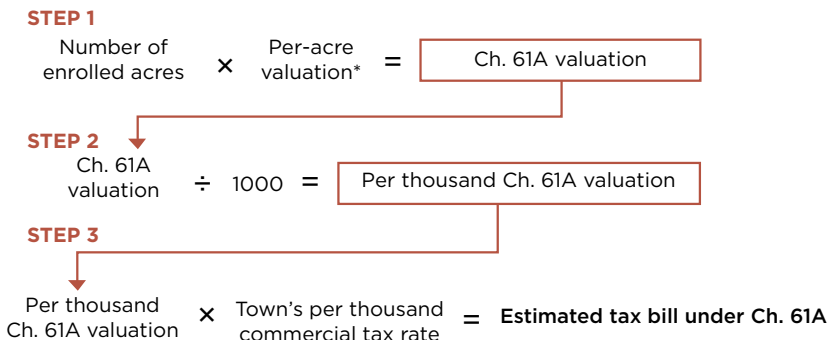 STEP 1
Number of enrolled acres × Per-acre valuation* = Ch. 61A valuation
STEP 2
Ch. 61A valuation ÷ 1000 = Per thousand Ch. 61A valuation
STEP 3
Per thousand Ch. 61A valuation × Town's per thousand commercial tax rate = Estimated tax bill under Ch. 61A